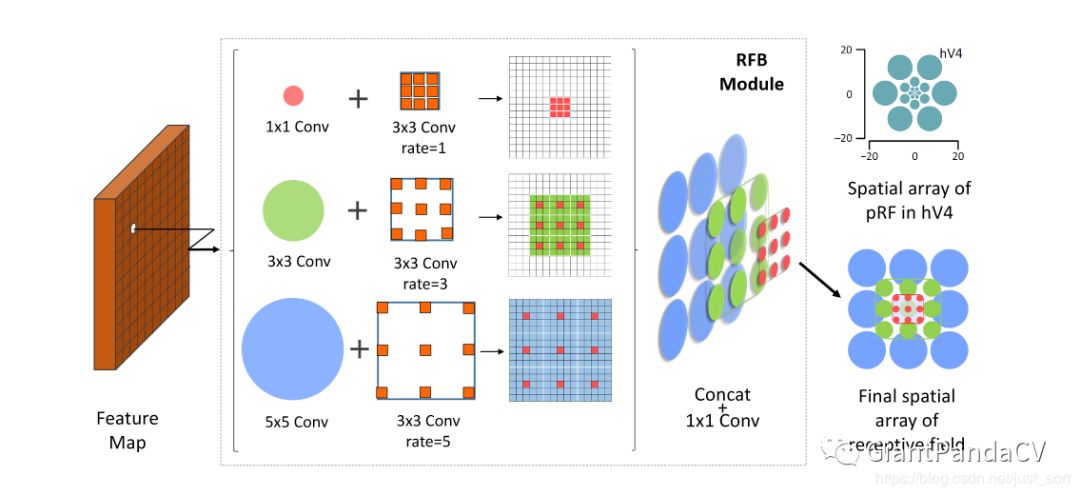 Feature
Map
1x1 Conv
+
3x3 Conv
rate=1
3x3 Conv
+
3x3 Conv
rate=3
5x5 Conv
+
3x3 Conv
rate=5
RFB
Module
Concat
+
1x1 Conv
hV4
20
0
−20
−20
0
20
Spatial array of
pRF in hV4
Final spatial
array of
receptive field
GiantPandaCV
https://blog.csdn.net/just_sort